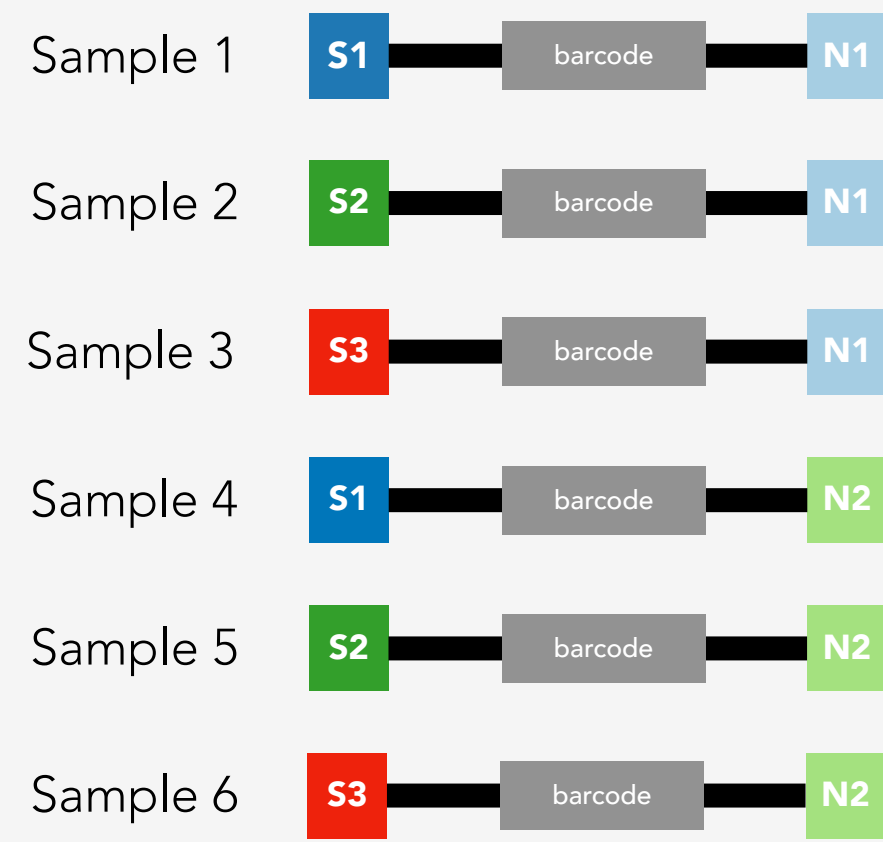 Sample 1 S1 barcode N1
Sample 2 S2 barcode N1
Sample 3 S3 barcode N1
Sample 4 S1 barcode N2
Sample 5 S2 barcode N2
Sample 6 S3 barcode N2